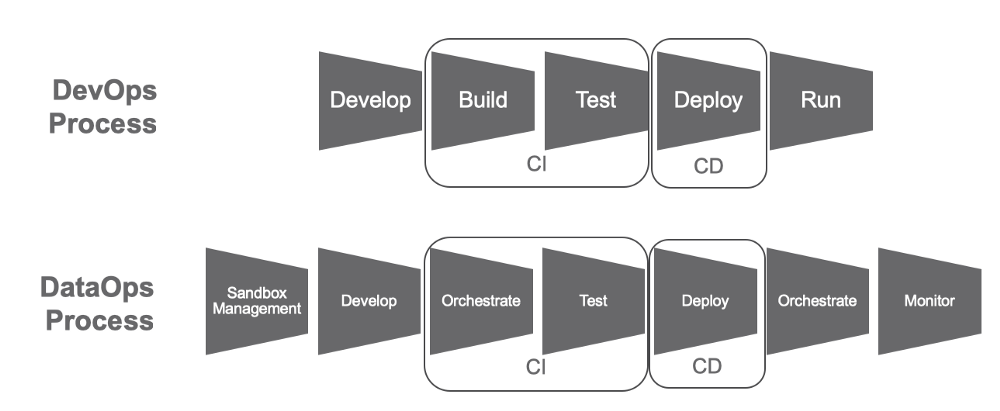 DevOps
Process
Develop
Build
Test
Deploy
Run
CI
CD
DataOps
Process
Sandbox
Management
Develop
Orchestrate
Test
Deploy
Orchestrate
Monitor
CI
CD